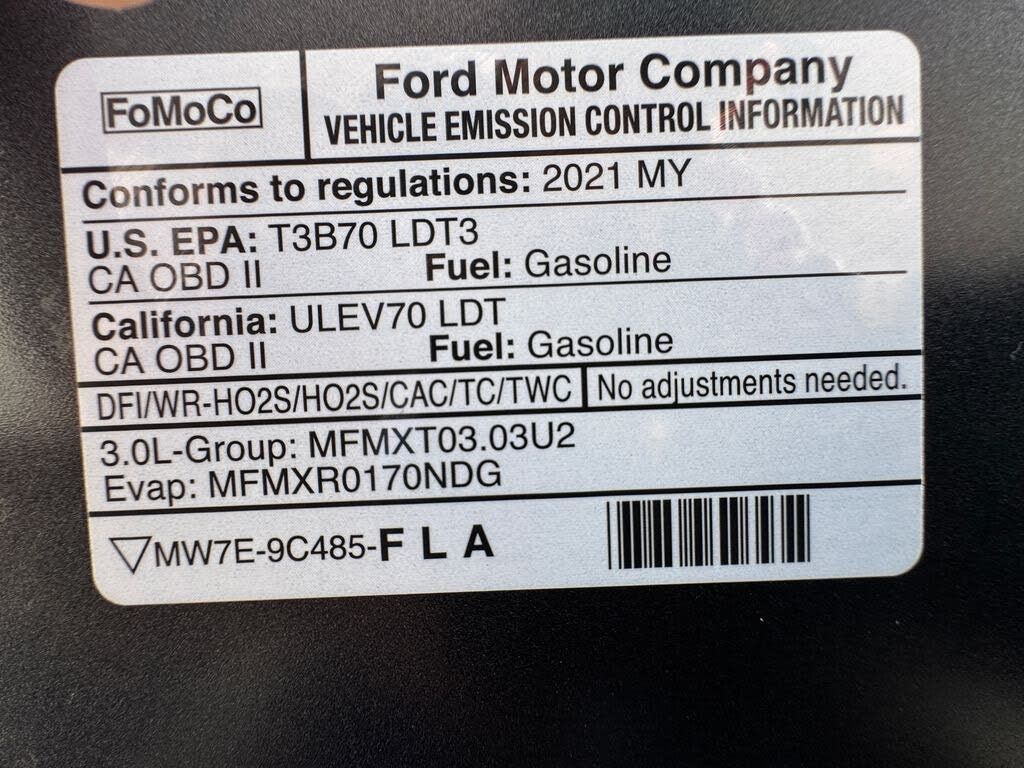 FoMoCo
Ford Motor Company
VEHICLE EMISSION CONTROL INFORMATION
Conforms to regulations: 2021 MY
U.S. EPA: T3B70 LDT3
CA OBD II Fuel: Gasoline
California: ULEV70 LDT
CA OBD II Fuel: Gasoline
DFI/WR-HO2S/HO2S/CAC/TC/TWC No adjustments needed.
3.0L-Group: MFMXT03.03U2
Evap: MFMXR0170NDG
MW7E-9C485-F L A